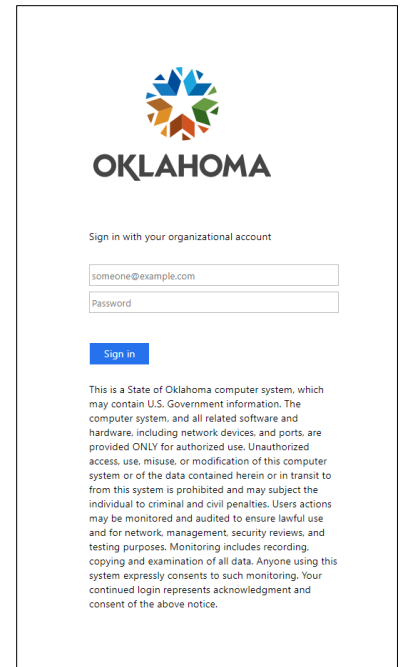 OKLAHOMA
Sign in with your organizational account
someone@example.com
Password
Sign in
This is a State of Oklahoma computer system, which
may contain U.S. Government information. The
computer system, and all related software and
hardware, including network devices, and ports, are
provided ONLY for authorized use. Unauthorized
access, use, misuse, or modification of this computer
system or of the data contained herein or in transit to
from this system is prohibited and may subject the
individual to criminal and civil penalties. Users actions
may be monitored and audited to ensure lawful use
and for network, management, security reviews, and
testing purposes. Monitoring includes recording,
copying and examination of all data. Anyone using this
system expressly consents to such monitoring. Your
continued login represents acknowledgment and
consent of the above notice.